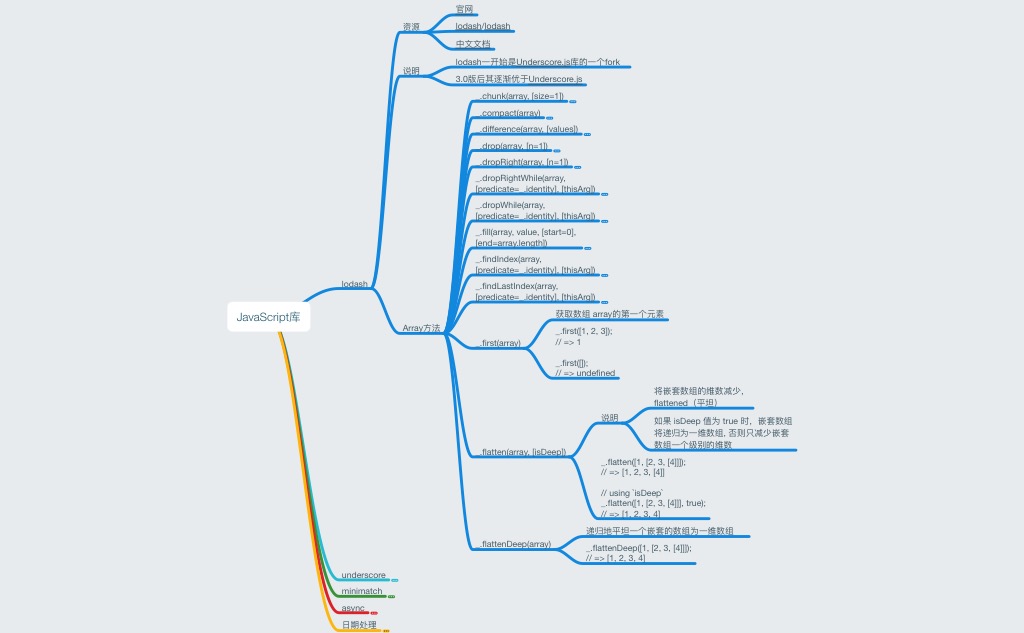 JavaScript库
lodash
资源
官网
lodash/lodash
中文文档
说明
lodash一开始是Underscore.js库的一个fork
3.0版后其逐渐优于Underscore.js
Array方法
_.chunk(array, [size=1])
_.compact(array)
_.difference(array, [values])
_.drop(array, [n=1])
_.dropRight(array, [n=1])
_.dropRightWhile(array,
[predicate=_.identity], [thisArg])
_.dropWhile(array,
[predicate=_.identity], [thisArg])
_.fill(array, value, [start=0],
[end=array.length])
_.findIndex(array,
[predicate=_.identity], [thisArg])
_.findLastIndex(array,
[predicate=_.identity], [thisArg])
_.first(array)
获取数组 array的第一个元素
_.first([1, 2, 3]);
// => 1
_.first([]);
// => undefined
_.flatten(array, [isDeep])
说明
将嵌套数组的维数减少,
flattened（平坦）
如果 isDeep 值为 true 时，嵌套数组
将递归为一维数组, 否则只减少嵌套
数组一个级别的维数
_.flatten([1, [2, 3, [4]]]);
// => [1, 2, 3, [4]]
// using `isDeep`
_.flatten([1, [2, 3, [4]]], true);
// => [1, 2, 3, 4]
_.flattenDeep(array)
递归地平坦一个嵌套的数组为一维数组
_.flattenDeep([1, [2, 3, [4]]]);
// => [1, 2, 3, 4]
underscore
minimatch
async
日期处理